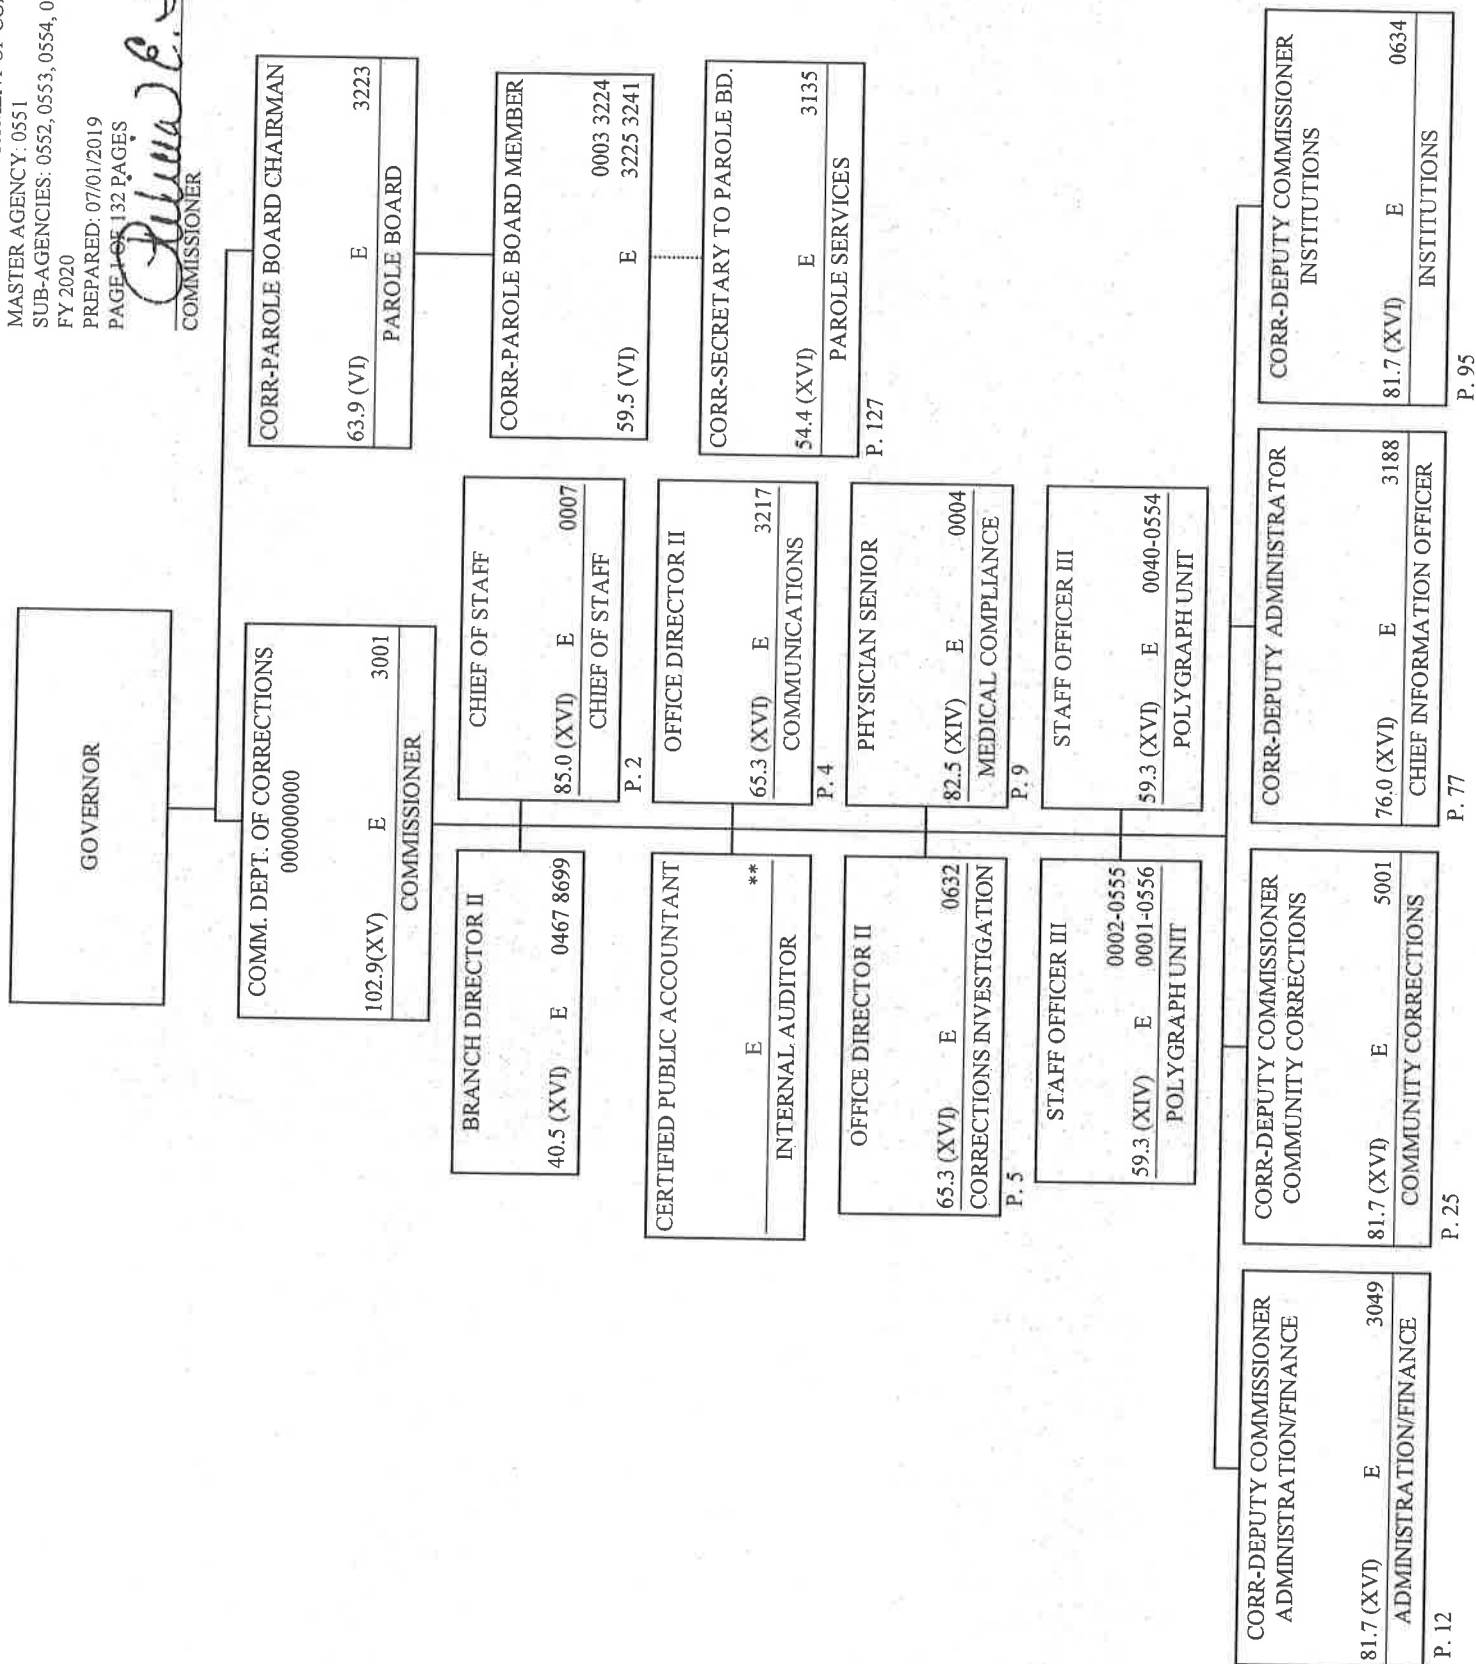 MASTER AGENCY: 0551
SUB-AGENCIES: 0552, 0553, 0554, 0
FY 2020
PREPARED: 07/01/2019
PAGE 1 OF 132 PAGES
COMMISSIONER
GOVERNOR
COMM. DEPT. OF CORRECTIONS
0000000000
102.9(XV) E 3001
COMMISSIONER
CORR-PAROLE BOARD CHAIRMAN
63.9 (VI) E 3223
PAROLE BOARD
CORR-PAROLE BOARD MEMBER
0003 3224
59.5 (VI) E 3225 3241
CORR-SECRETARY TO PAROLE BD.
54.4 (XVI) E 3135
PAROLE SERVICES
P. 127
BRANCH DIRECTOR II
40.5 (XVI) E 0467 8699
CHIEF OF STAFF
85.0 (XVI) E 0007
CHIEF OF STAFF
P. 2
CERTIFIED PUBLIC ACCOUNTANT
E **
INTERNAL AUDITOR
OFFICE DIRECTOR II
65.3 (XVI) E 3217
COMMUNICATIONS
P. 4
OFFICE DIRECTOR II
65.3 (XVI) E 0632
CORRECTIONS INVESTIGATION
P. 5
PHYSICIAN SENIOR
82.5 (XIV) E 0004
MEDICAL COMPLIANCE
P. 9
STAFF OFFICER III
0002-0555
59.3 (XIV) E 0001-0556
POLYGRAPH UNIT
STAFF OFFICER III
59.3 (XVI) E 0040-0554
POLYGRAPH UNIT
CORR-DEPUTY COMMISSIONER
ADMINISTRATION/FINANCE
81.7 (XVI) E 3049
ADMINISTRATION/FINANCE
P. 12
CORR-DEPUTY COMMISSIONER
COMMUNITY CORRECTIONS
81.7 (XVI) E 5001
COMMUNITY CORRECTIONS
P. 25
CORR-DEPUTY ADMINISTRATOR
76.0 (XVI) E 3188
CHIEF INFORMATION OFFICER
P. 77
CORR-DEPUTY COMMISSIONER
INSTITUTIONS
81.7 (XVI) E 0634
INSTITUTIONS
P. 95